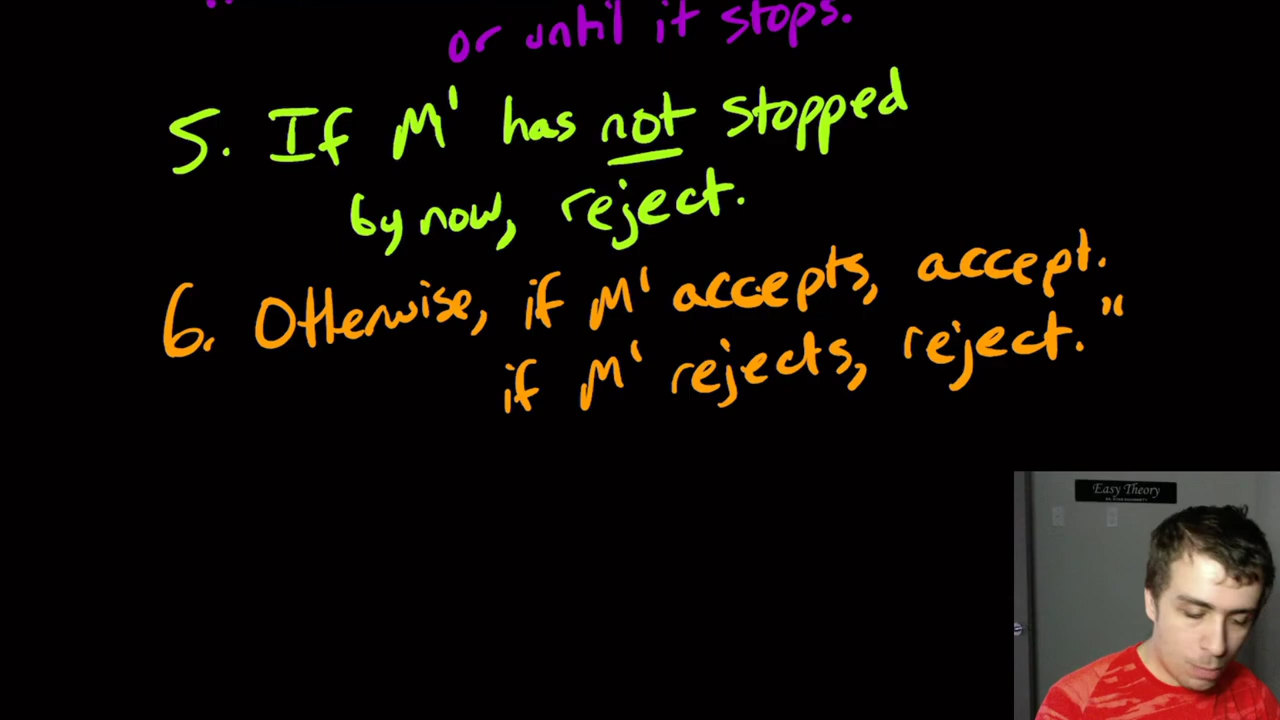 or until it stops.
5. If M' has not stopped
by now, reject.
6. Otherwise, if M' accepts, accept.
if M' rejects, reject."
Easy Theory